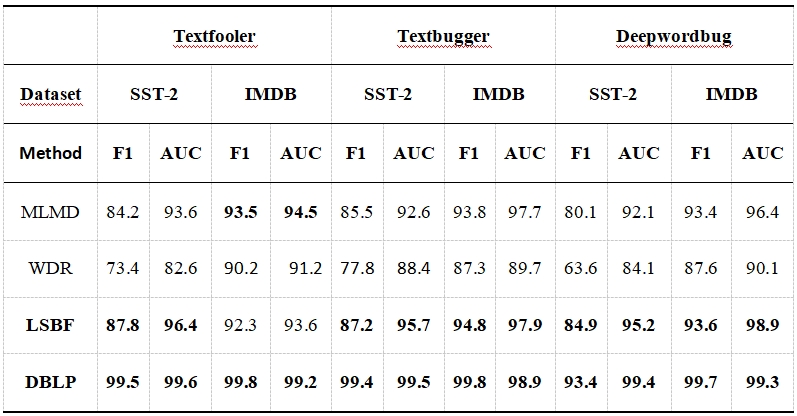 Textfooler Textbugger Deepwordbug
Dataset SST-2 IMDB SST-2 IMDB SST-2 IMDB
Method F1 AUC F1 AUC F1 AUC F1 AUC F1 AUC F1 AUC
MLMD 84.2 93.6 93.5 94.5 85.5 92.6 93.8 97.7 80.1 92.1 93.4 96.4
WDR 73.4 82.6 90.2 91.2 77.8 88.4 87.3 89.7 63.6 84.1 87.6 90.1
LSBF 87.8 96.4 92.3 93.6 87.2 95.7 94.8 97.9 84.9 95.2 93.6 98.9
DBLP 99.5 99.6 99.8 99.2 99.4 99.5 99.8 98.9 93.4 99.4 99.7 99.3